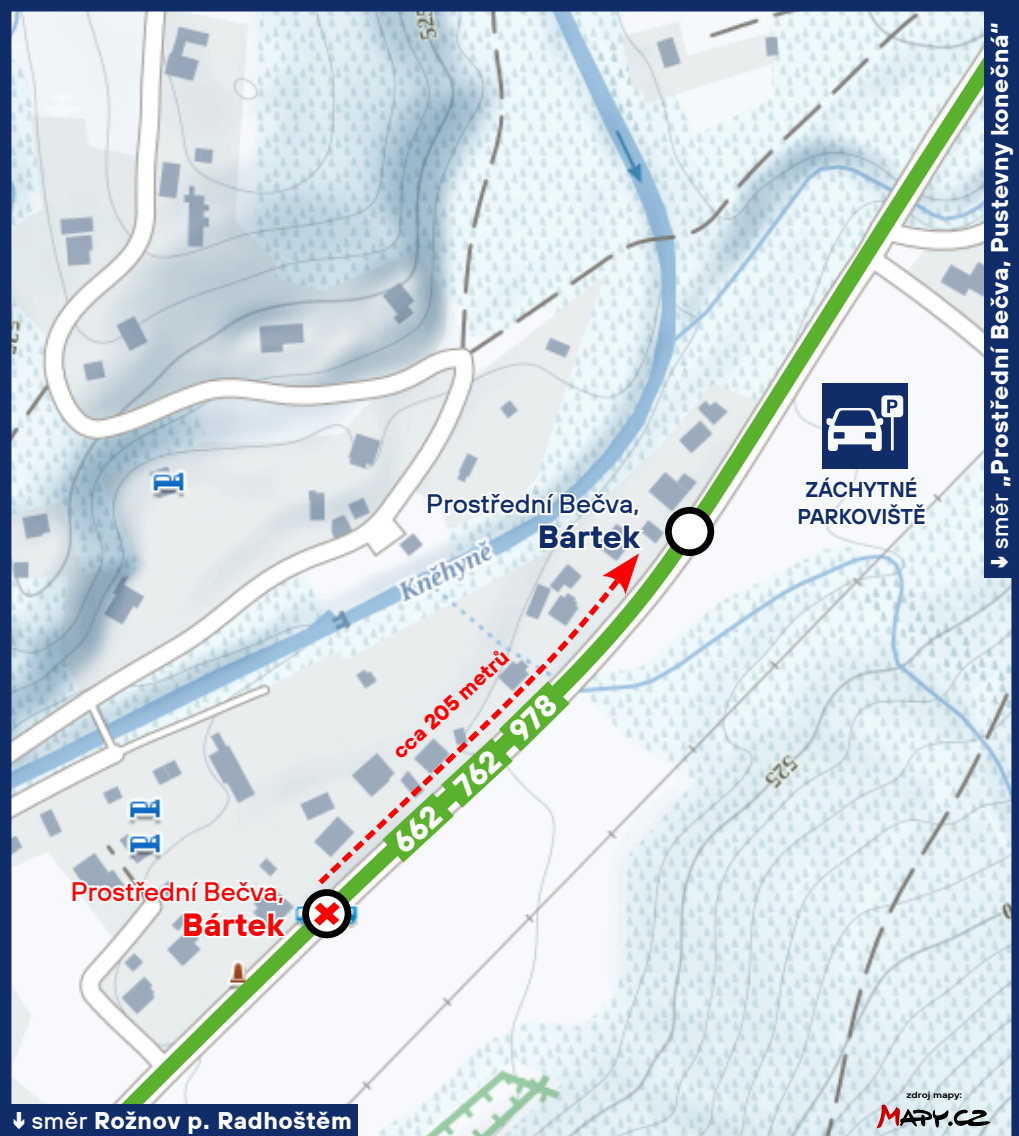 525
směr „Prostřední Bečva, Pustevny konečná“
P
ZÁCHYTNÉ
PARKOVIŠTĚ
Prostřední Bečva,
Bártek
Kněhyně
cca 205 metrů
662 - 762 - 978
525
Prostřední Bečva,
Bártek
zdroj mapy:
MAPY.CZ
směr Rožnov p. Radhoštěm